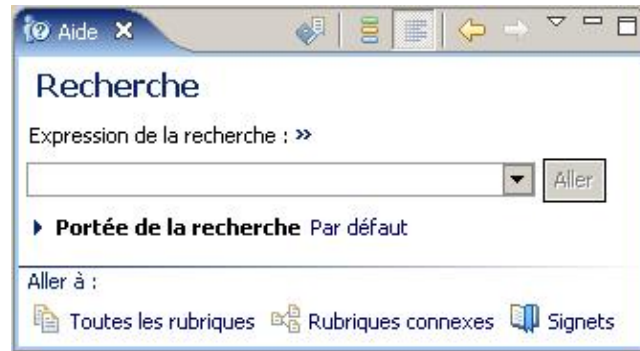 Aide
Recherche
Expression de la recherche : »
Aller
Portée de la recherche Par défaut
Aller à :
Toutes les rubriques Rubriques connexes Signets